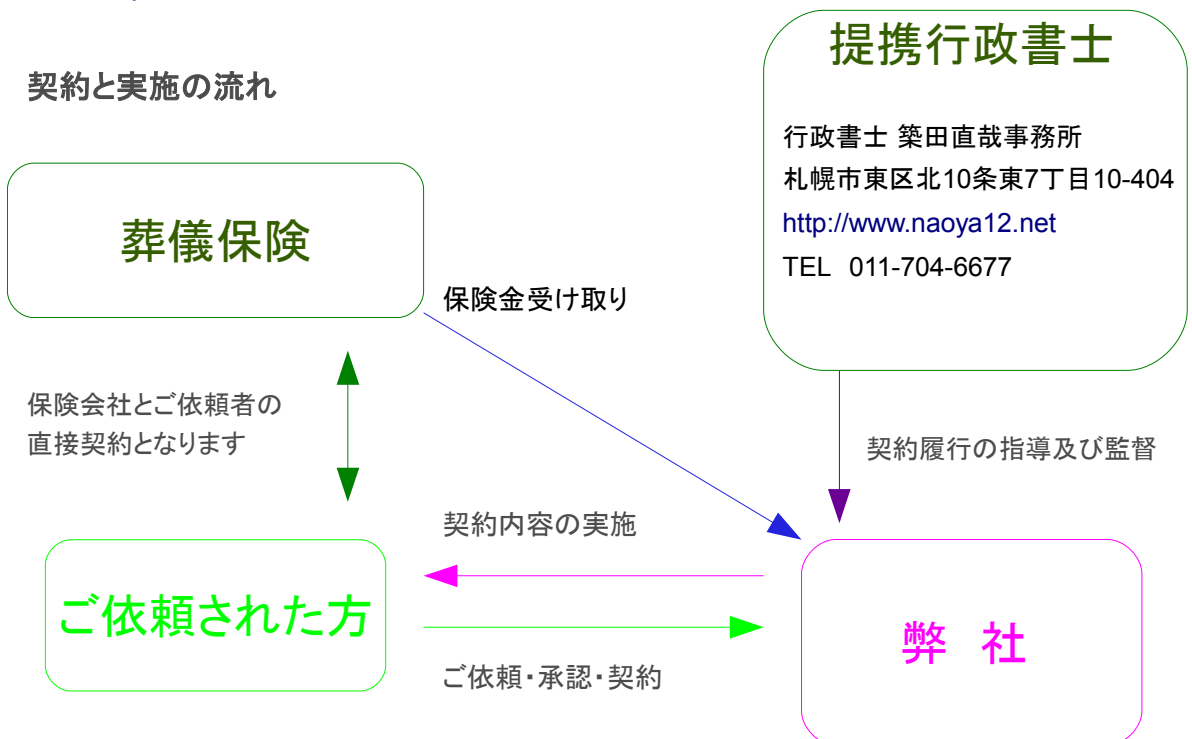 契約と実施の流れ
提携行政書士
行政書士 築田直哉事務所
札幌市東区北10条東7丁目10-404
http://www.naoya12.net
TEL 011-704-6677
葬儀保険
保険金受け取り
保険会社とご依頼者の
直接契約となります
契約履行の指導及び監督
契約内容の実施
ご依頼された方
弊 社
ご依頼・承認・契約